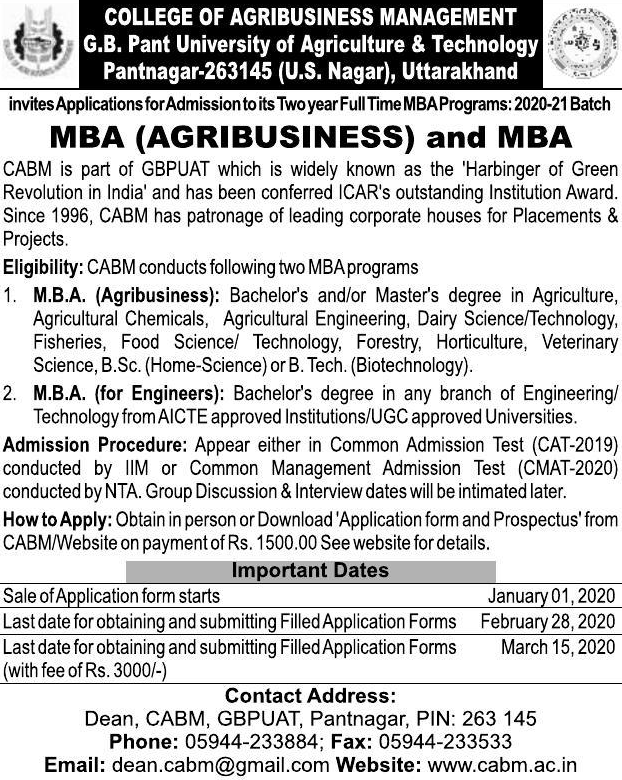 COLLEGE OF AGRIBUSINESS MANAGEMENT
G.B. Pant University of Agriculture & Technology
Pantnagar-263145 (U.S. Nagar), Uttarakhand
invites Applications for Admission to its Two year Full Time MBA Programs: 2020-21 Batch
MBA (AGRIBUSINESS) and MBA
CABM is part of GBPUAT which is widely known as the 'Harbinger of Green
Revolution in India' and has been conferred ICAR's outstanding Institution Award.
Since 1996, CABM has patronage of leading corporate houses for Placements &
Projects.
Eligibility: CABM conducts following two MBA programs
1. M.B.A. (Agribusiness): Bachelor's and/or Master's degree in Agriculture,
Agricultural Chemicals, Agricultural Engineering, Dairy Science/Technology,
Fisheries, Food Science/ Technology, Forestry, Horticulture, Veterinary
Science, B.Sc. (Home-Science) or B. Tech. (Biotechnology).
2. M.B.A. (for Engineers): Bachelor's degree in any branch of Engineering/
Technology from AICTE approved Institutions/UGC approved Universities.
Admission Procedure: Appear either in Common Admission Test (CAT-2019)
conducted by IIM or Common Management Admission Test (CMAT-2020)
conducted by NTA. Group Discussion & Interview dates will be intimated later.
How to Apply: Obtain in person or Download 'Application form and Prospectus' from
CABM/Website on payment of Rs. 1500.00 See website for details.
Important Dates
Sale of Application form starts January 01, 2020
Last date for obtaining and submitting Filled Application Forms February 28, 2020
Last date for obtaining and submitting Filled Application Forms March 15, 2020
(with fee of Rs. 3000/-)
Contact Address:
Dean, CABM, GBPUAT, Pantnagar, PIN: 263 145
Phone: 05944-233884; Fax: 05944-233533
Email: dean.cabm@gmail.com Website: www.cabm.ac.in